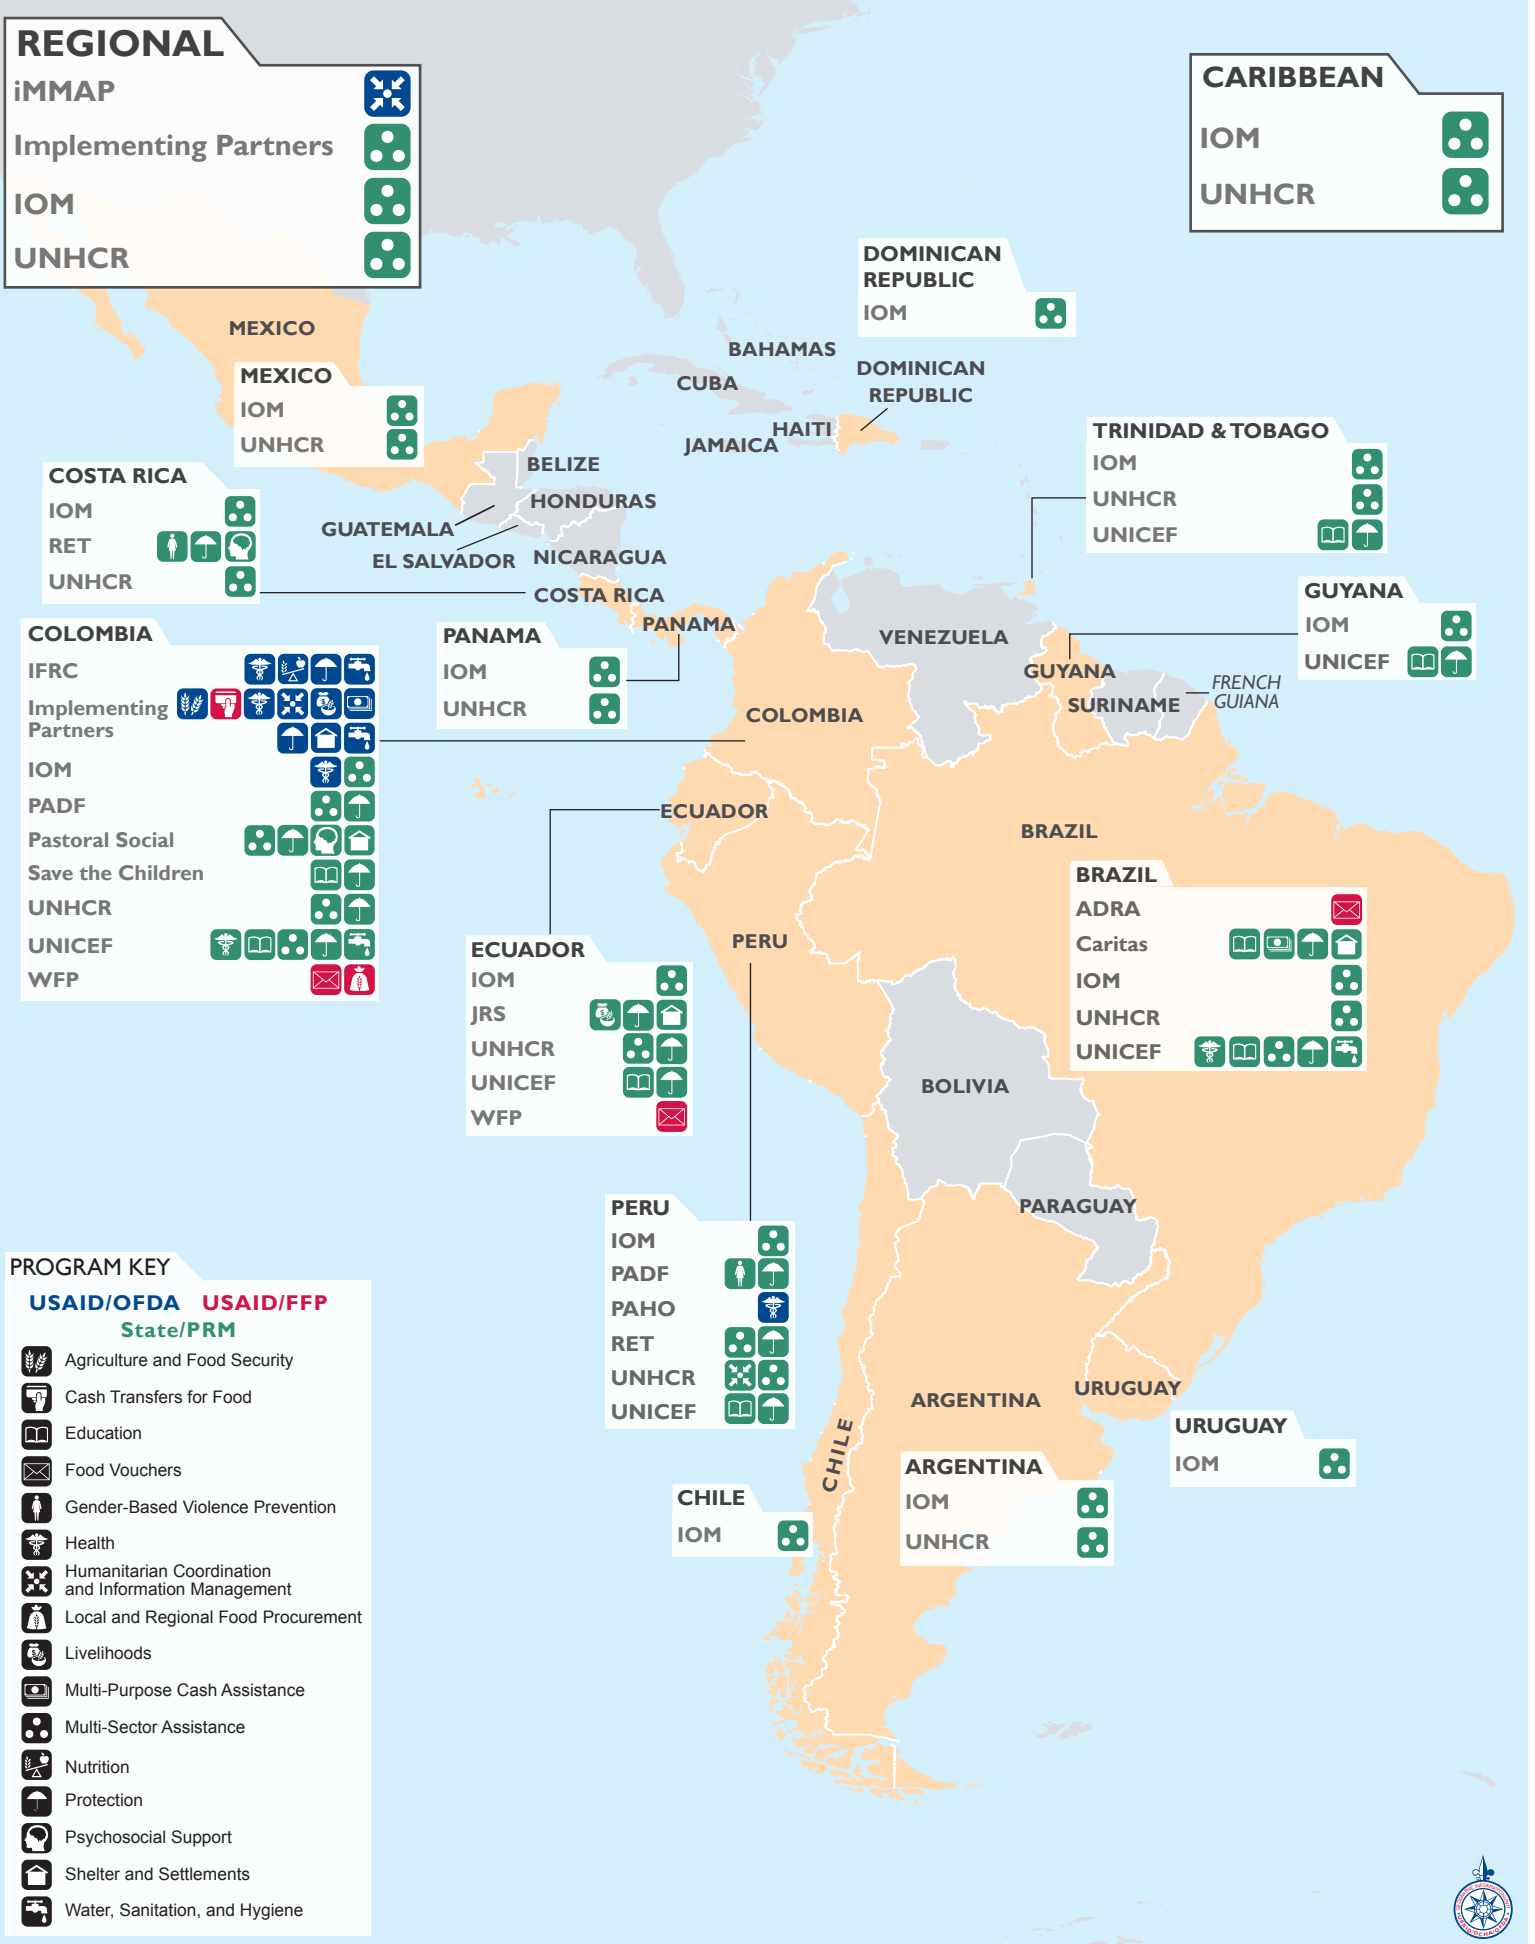 REGIONAL
iMMAP
Implementing Partners
IOM
UNHCR
CARIBBEAN
IOM
UNHCR
DOMINICAN
REPUBLIC
IOM
MEXICO
MEXICO
IOM
UNHCR
BAHAMAS
CUBA
DOMINICAN
REPUBLIC
HAITI
JAMAICA
TRINIDAD & TOBAGO
IOM
UNHCR
UNICEF
BELIZE
HONDURAS
GUATEMALA
EL SALVADOR
NICARAGUA
COSTA RICA
PANAMA
COSTA RICA
IOM
RET
UNHCR
GUYANA
IOM
UNICEF
COLOMBIA
IFRC
Implementing
Partners
IOM
PADF
Pastoral Social
Save the Children
UNHCR
UNICEF
WFP
PANAMA
IOM
UNHCR
VENEZUELA
GUYANA
SURINAME
FRENCH
GUIANA
COLOMBIA
ECUADOR
BRAZIL
PERU
BRAZIL
ADRA
Caritas
IOM
UNHCR
UNICEF
ECUADOR
IOM
JRS
UNHCR
UNICEF
WFP
BOLIVIA
PARAGUAY
PERU
IOM
PADF
PAHO
RET
UNHCR
UNICEF
ARGENTINA
URUGUAY
CHILE
URUGUAY
IOM
ARGENTINA
IOM
UNHCR
CHILE
IOM
PROGRAM KEY
USAID/OFDA USAID/FFP
State/PRM
Agriculture and Food Security
Cash Transfers for Food
Education
Food Vouchers
Gender-Based Violence Prevention
Health
Humanitarian Coordination
and Information Management
Local and Regional Food Procurement
Livelihoods
Multi-Purpose Cash Assistance
Multi-Sector Assistance
Nutrition
Protection
Psychosocial Support
Shelter and Settlements
Water, Sanitation, and Hygiene